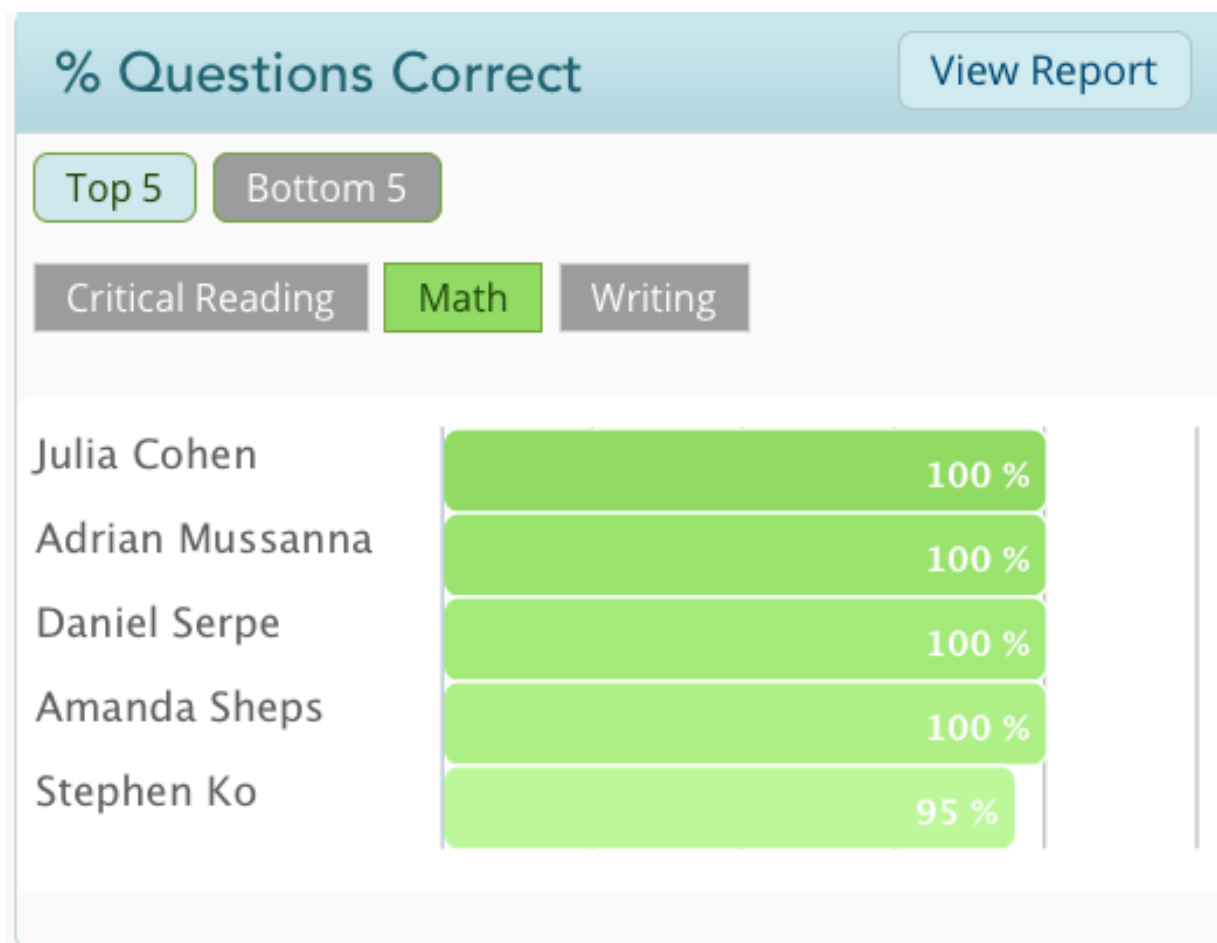 % Questions Correct View Report
Top 5 Bottom 5
Critical Reading Math Writing
Julia Cohen 100 %
Adrian Mussanna 100 %
Daniel Serpe 100 %
Amanda Sheps 100 %
Stephen Ko 95 %